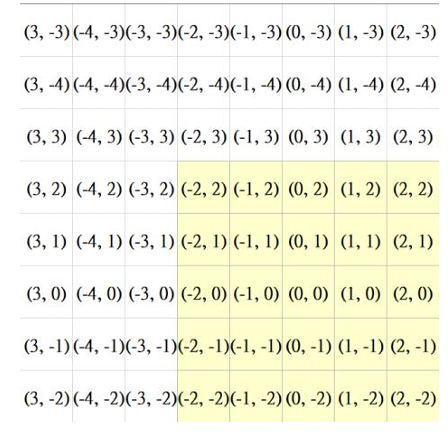 (3, -3) (-4, -3) (-3, -3) (-2, -3) (-1, -3) (0, -3) (1, -3) (2, -3)
(3, -4) (-4, -4) (-3, -4) (-2, -4) (-1, -4) (0, -4) (1, -4) (2, -4)
(3, 3) (-4, 3) (-3, 3) (-2, 3) (-1, 3) (0, 3) (1, 3) (2, 3)
(3, 2) (-4, 2) (-3, 2) (-2, 2) (-1, 2) (0, 2) (1, 2) (2, 2)
(3, 1) (-4, 1) (-3, 1) (-2, 1) (-1, 1) (0, 1) (1, 1) (2, 1)
(3, 0) (-4, 0) (-3, 0) (-2, 0) (-1, 0) (0, 0) (1, 0) (2, 0)
(3, -1) (-4, -1) (-3, -1) (-2, -1) (-1, -1) (0, -1) (1, -1) (2, -1)
(3, -2) (-4, -2) (-3, -2) (-2, -2) (-1, -2) (0, -2) (1, -2) (2, -2)